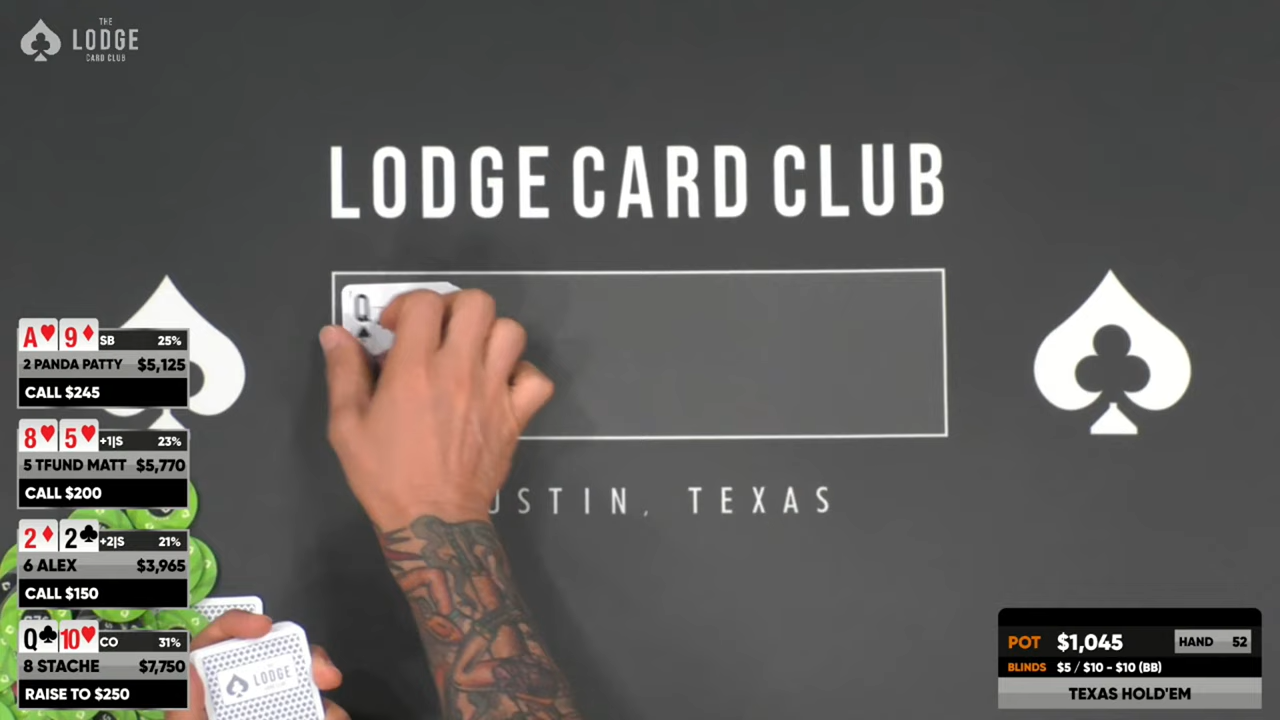 THE
LODGE
CARD CLUB
LODGE CARD CLUB
Q
A 9 SB 25%
2 PANDA PATTY $5,125
CALL $245
8 5 +1|S 23%
5 TFUND MATT $5,770
CALL $200
2 2 +2|S 21%
6 ALEX $3,965
CALL $150
Q 10 CO 31%
8 STACHE $7,750
RAISE TO $250
USTIN, TEXAS
LODGE
POT $1,045 HAND 52
BLINDS $5 / $10 - $10 (BB)
TEXAS HOLD'EM